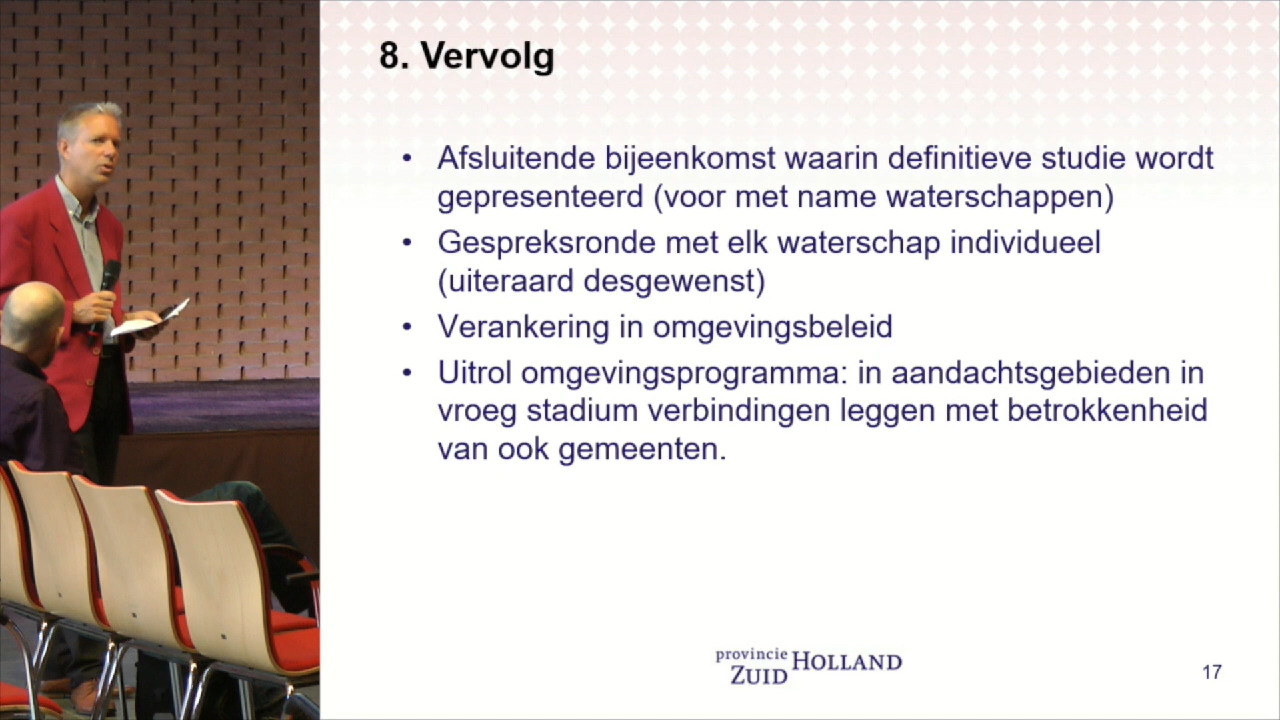 8. Vervolg
• Afsluitende bijeenkomst waarin definitieve studie wordt
gepresenteerd (voor met name waterschappen)
• Gespreksronde met elk waterschap individueel
(uiteraard desgewenst)
• Verankering in omgevingsbeleid
• Uitrol omgevingsprogramma: in aandachtsgebieden in
vroeg stadium verbindingen leggen met betrokkenheid
van ook gemeenten.
provincie
ZUID HOLLAND
17